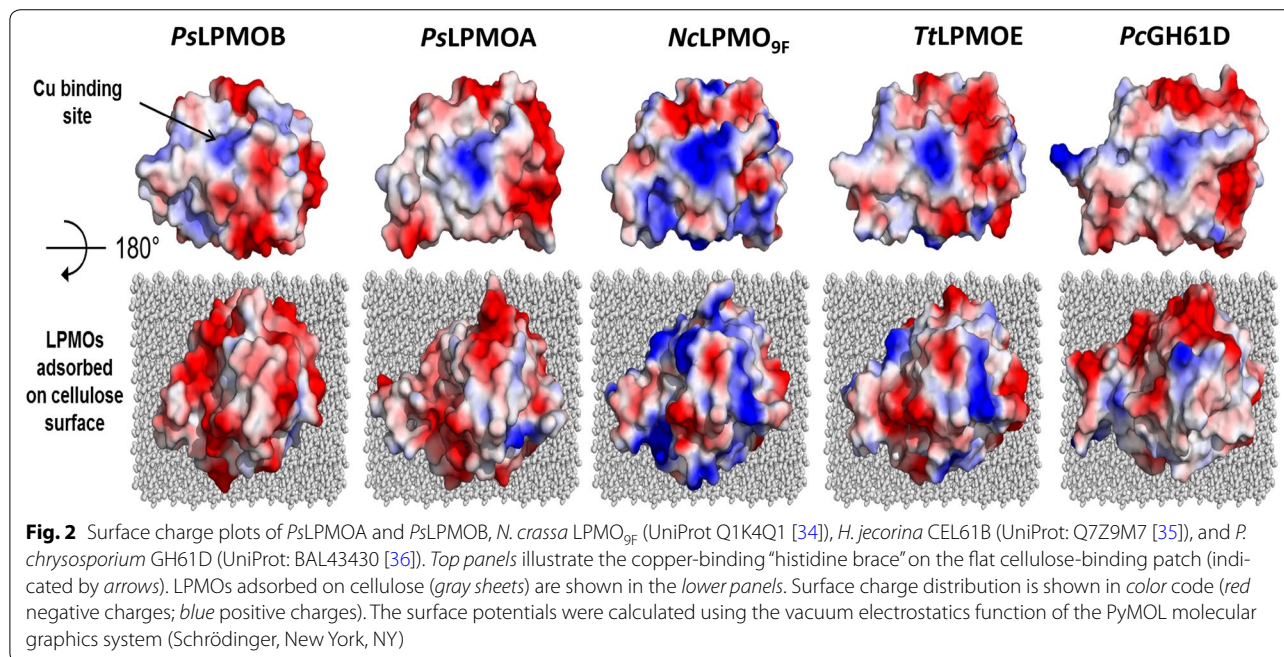 PsLPMOB PsLPMOA NcLPMO9F TtLPMOE PcGH61D
Cu binding
site
180°
LPMOs
adsorbed
on cellulose
surface
Fig. 2 Surface charge plots of PsLPMOA and PsLPMOB, N. crassa LPMO9F (UniProt Q1K4Q1 [34]), H. jecorina CEL61B (UniProt: Q7Z9M7 [35]), and P.
chrysosporium GH61D (UniProt: BAL43430 [36]). Top panels illustrate the copper-binding “histidine brace” on the flat cellulose-binding patch (indi-
cated by arrows). LPMOs adsorbed on cellulose (gray sheets) are shown in the lower panels. Surface charge distribution is shown in color code (red
negative charges; blue positive charges). The surface potentials were calculated using the vacuum electrostatics function of the PyMOL molecular
graphics system (Schrödinger, New York, NY)